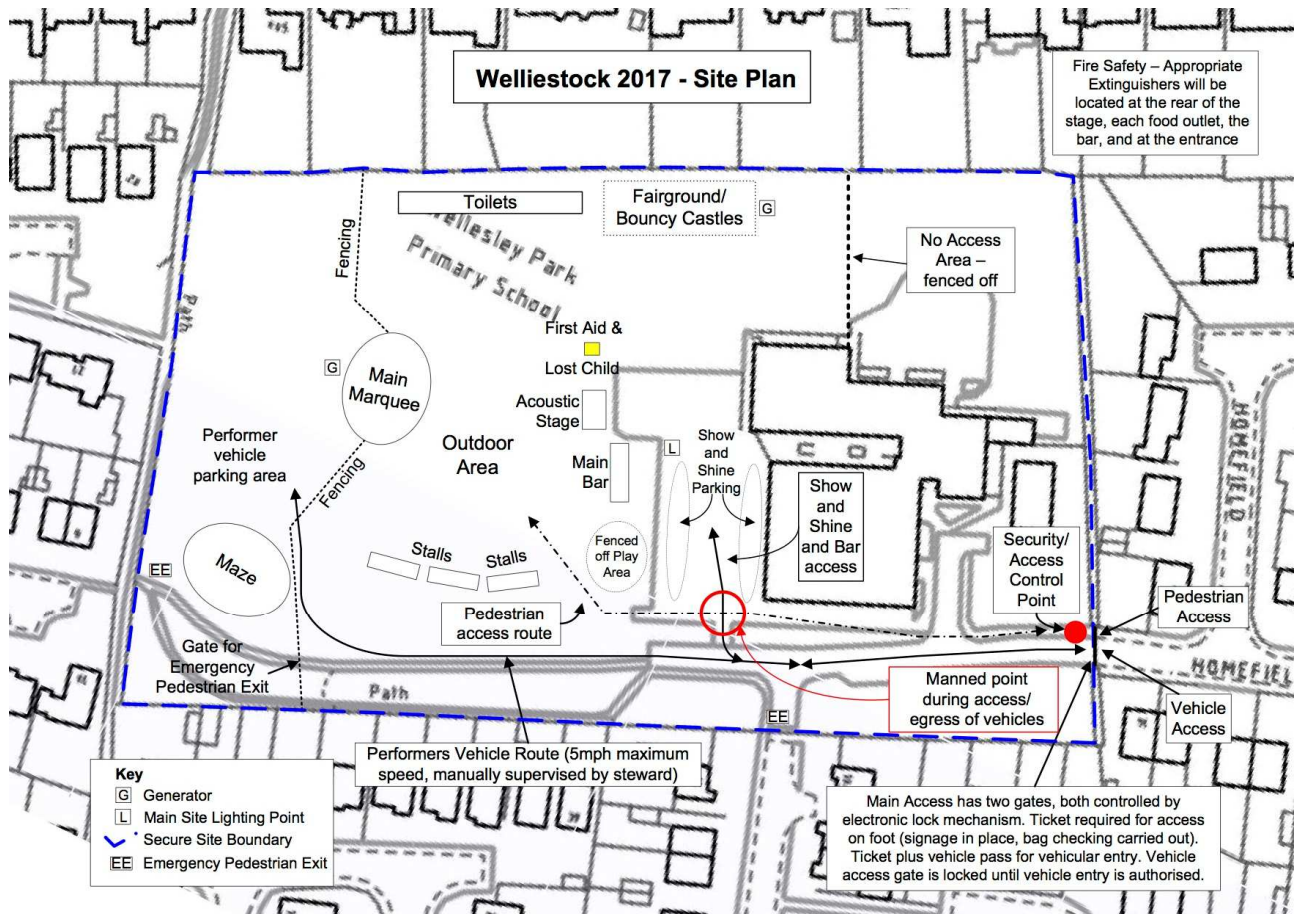 Welliestock 2017 - Site Plan
Fire Safety – Appropriate
Extinguishers will be
located at the rear of the
stage, each food outlet, the
bar, and at the entrance
Toilets
Fairground/
Bouncy Castles
G
Wellesley Park
Primary School
Fencing
No Access
Area –
fenced off
Path
First Aid &
Lost Child
G
Main
Marquee
Acoustic
Stage
Performer
vehicle
parking area
Outdoor
Area
Main
Bar
L
Show
and
Shine
Parking
Show
and
Shine
and Bar
access
Fencing
HOMEFIELD
Security/
Access
Control
Point
Pedestrian
Access
EE
Maze
Stalls
Stalls
Fenced
off Play
Area
Pedestrian
access route
Gate for
Emergency
Pedestrian Exit
HOMEFIEL
Path
Manned point
during access/
egress of vehicles
Vehicle
Access
EE
Performers Vehicle Route (5mph maximum
speed, manually supervised by steward)
Key
G Generator
L Main Site Lighting Point
Secure Site Boundary
EE Emergency Pedestrian Exit
Main Access has two gates, both controlled by
electronic lock mechanism. Ticket required for access
on foot (signage in place, bag checking carried out).
Ticket plus vehicle pass for vehicular entry. Vehicle
access gate is locked until vehicle entry is authorised.